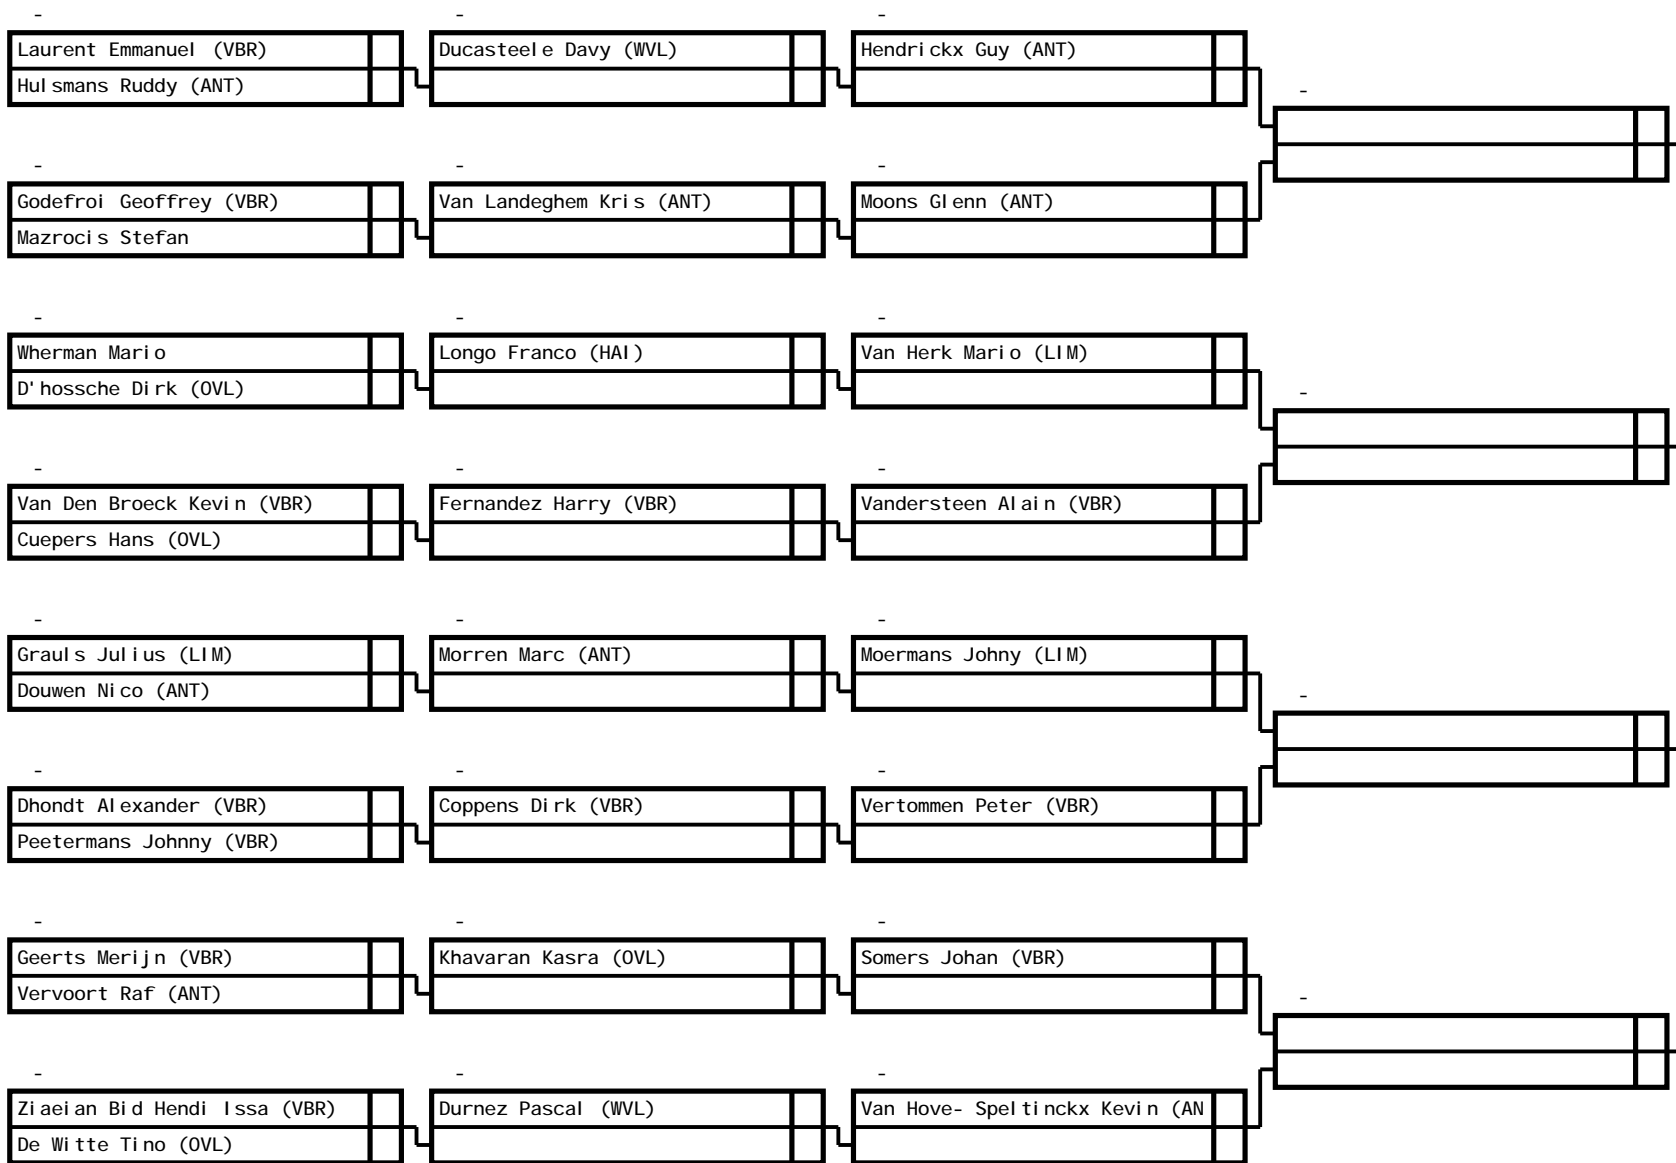 - - -
Laurent Emmanuel (VBR) Ducasteele Davy (WVL) Hendrickx Guy (ANT)
Hulsmans Ruddy (ANT)
-
- - -
Godefroi Geoffrey (VBR) Van Landeghem Kris (ANT) Moons Glenn (ANT)
Mazrocis Stefan
- - -
Wherman Mario Longo Franco (HAI) Van Herk Mario (LIM)
D'hossche Dirk (OVL)
-
- - -
Van Den Broeck Kevin (VBR) Fernandez Harry (VBR) Vandersteen Alain (VBR)
Cuepers Hans (OVL)
- - -
Grauls Julius (LIM) Morren Marc (ANT) Moermans Johny (LIM)
Douwen Nico (ANT)
-
- - -
Dhondt Alexander (VBR) Coppens Dirk (VBR) Vertommen Peter (VBR)
Peetermans Johnny (VBR)
- - -
Geerts Merijn (VBR) Khavaran Kasra (OVL) Somers Johan (VBR)
Vervoort Raf (ANT)
-
- - -
Ziaeian Bid Hendi Issa (VBR) Durnez Pascal (WVL) Van Hove- Speltinckx Kevin (AN
De Witte Tino (OVL)